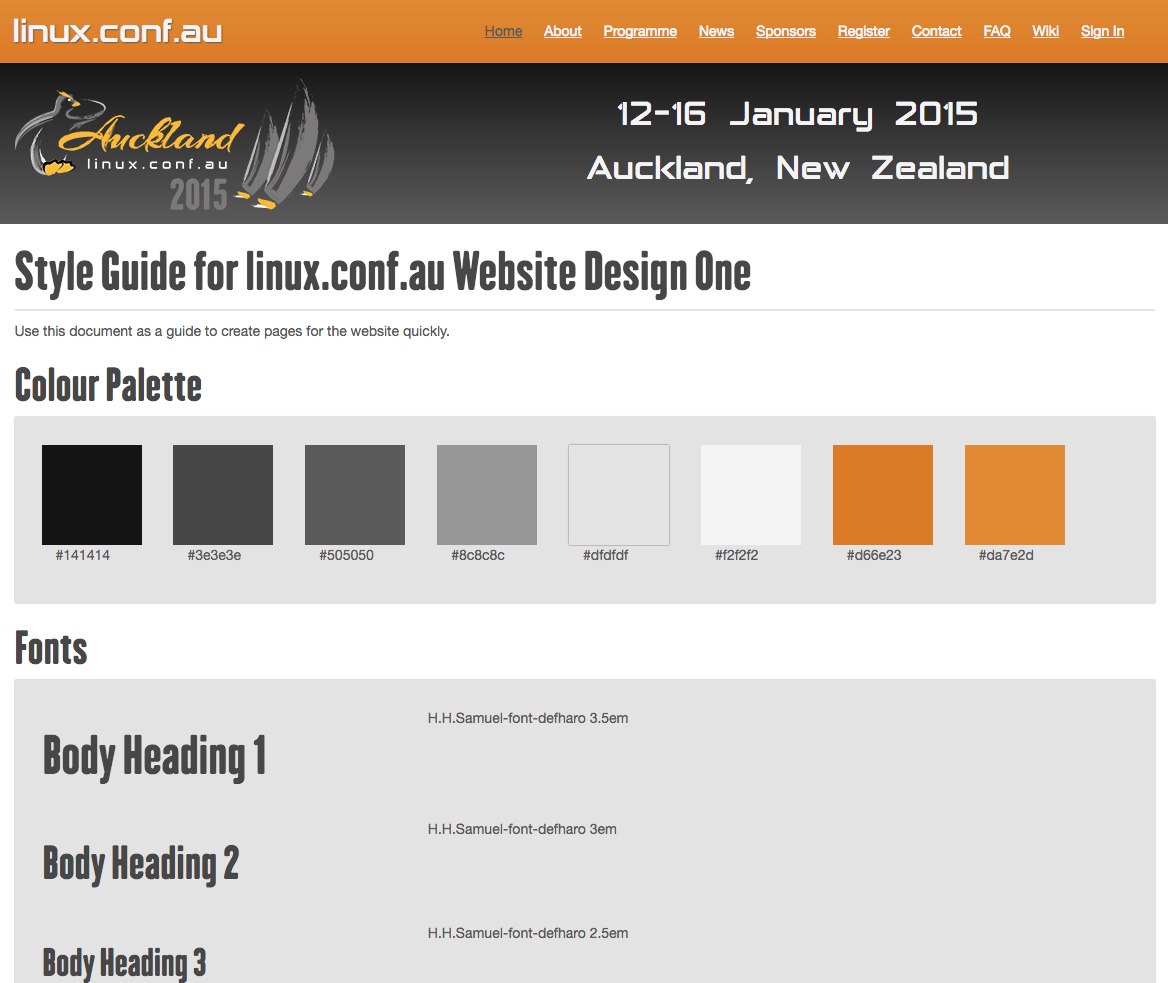 linux.conf.au
Home About Programme News Sponsors Register Contact FAQ Wiki Sign In
Auckland
linux.conf.au
2015
12-16 January 2015
Auckland, New Zealand
Style Guide for linux.conf.au Website Design One
Use this document as a guide to create pages for the website quickly.
Colour Palette
#141414 #3e3e3e #505050 #8c8c8c #dfdfdf #f2f2f2 #d66e23 #da7e2d
Fonts
H.H.Samuel-font-defharo 3.5em
Body Heading 1
H.H.Samuel-font-defharo 3em
Body Heading 2
H.H.Samuel-font-defharo 2.5em
Body Heading 3